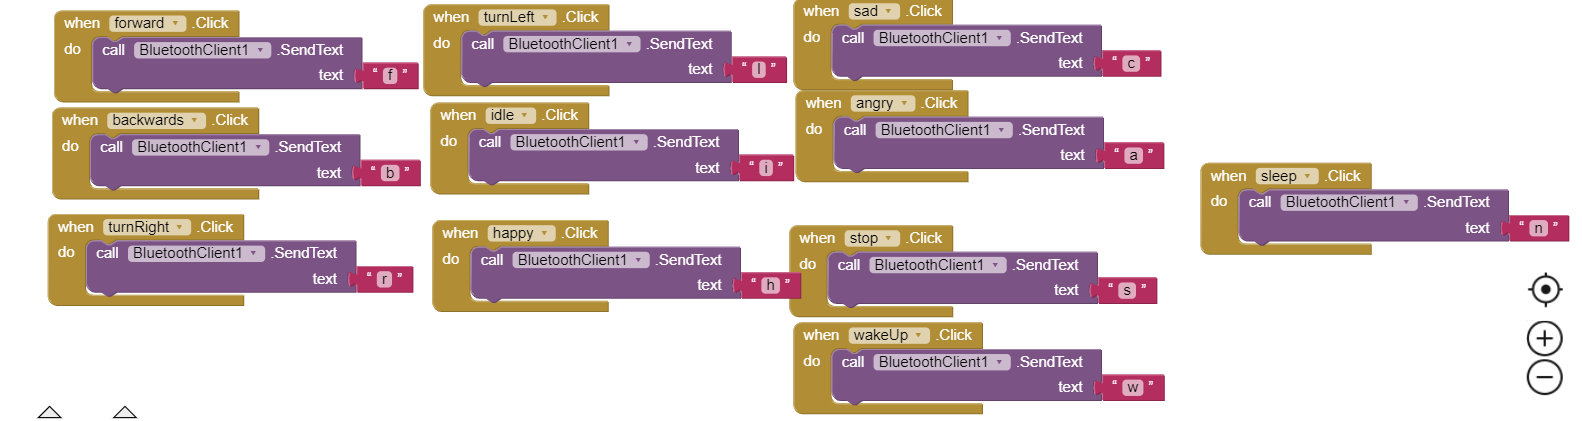 when forward .Click
do call BluetoothClient1 .SendText
text " f "
when backwards .Click
do call BluetoothClient1 .SendText
text " b "
when turnRight .Click
do call BluetoothClient1 .SendText
text " r "
when turnLeft .Click
do call BluetoothClient1 .SendText
text " l "
when idle .Click
do call BluetoothClient1 .SendText
text " i "
when happy .Click
do call BluetoothClient1 .SendText
text " h "
when sad .Click
do call BluetoothClient1 .SendText
text " c "
when angry .Click
do call BluetoothClient1 .SendText
text " a "
when stop .Click
do call BluetoothClient1 .SendText
text " s "
when wakeUp .Click
do call BluetoothClient1 .SendText
text " w "
when sleep .Click
do call BluetoothClient1 .SendText
text " n "